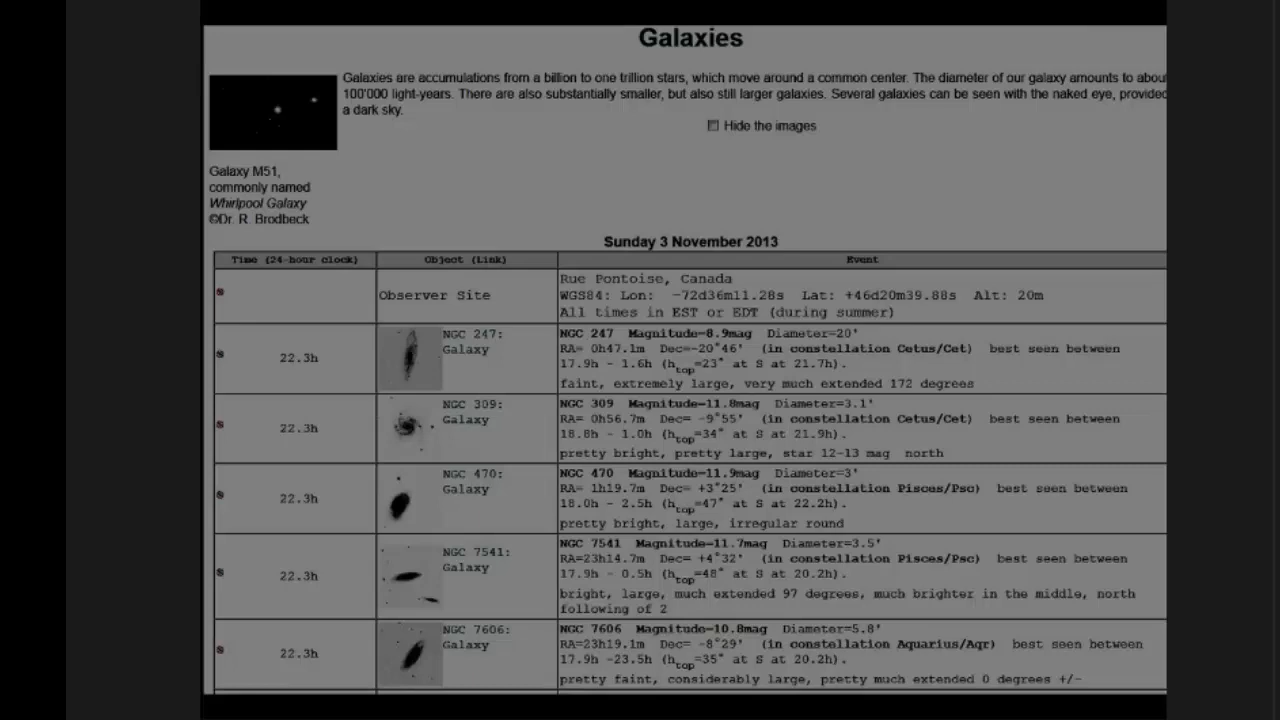 Galaxies
Galaxies are accumulations from a billion to one trillion stars, which move around a common center. The diameter of our galaxy amounts to abou
100'000 light-years. There are also substantially smaller, but also still larger galaxies. Several galaxies can be seen with the naked eye, provided
a dark sky.
Hide the images
Galaxy M51,
commonly named
Whirlpool Galaxy
©Dr. R. Brodbeck
Sunday 3 November 2013
Time (24-hour clock) Object (Link) Event
Observer Site
Rue Pontoise, Canada
WGS84: Lon: -72d36m11.28s Lat: +46d20m39.88s Alt: 20m
All times in EST or EDT (during summer)
22.3h
NGC 247:
Galaxy
NGC 247 Magnitude=8.9mag Diameter=20'
RA= 0h47.1m Dec=-20°46' (in constellation Cetus/Cet) best seen between
17.9h - 1.6h (htop=23° at S at 21.7h).
faint, extremely large, very much extended 172 degrees
22.3h
NGC 309:
Galaxy
NGC 309 Magnitude=11.8mag Diameter=3.1'
RA= 0h56.7m Dec= -9°55' (in constellation Cetus/Cet) best seen between
18.8h - 1.0h (htop=34° at S at 21.9h).
pretty bright, pretty large, star 12-13 mag north
22.3h
NGC 470:
Galaxy
NGC 470 Magnitude=11.9mag Diameter=3'
RA= 1h19.7m Dec= +3°25' (in constellation Pisces/Psc) best seen between
18.0h - 2.5h (htop=47° at S at 22.2h).
pretty bright, large, irregular round
22.3h
NGC 7541:
Galaxy
NGC 7541 Magnitude=11.7mag Diameter=3.5'
RA=23h14.7m Dec= +4°32' (in constellation Pisces/Psc) best seen between
17.9h - 0.5h (htop=48° at S at 20.2h).
bright, large, much extended 97 degrees, much brighter in the middle, north
following of 2
22.3h
NGC 7606:
Galaxy
NGC 7606 Magnitude=10.8mag Diameter=5.8'
RA=23h19.1m Dec= -8°29' (in constellation Aquarius/Aqr) best seen between
17.9h -23.5h (htop=35° at S at 20.2h).
pretty faint, considerably large, pretty much extended 0 degrees +/-